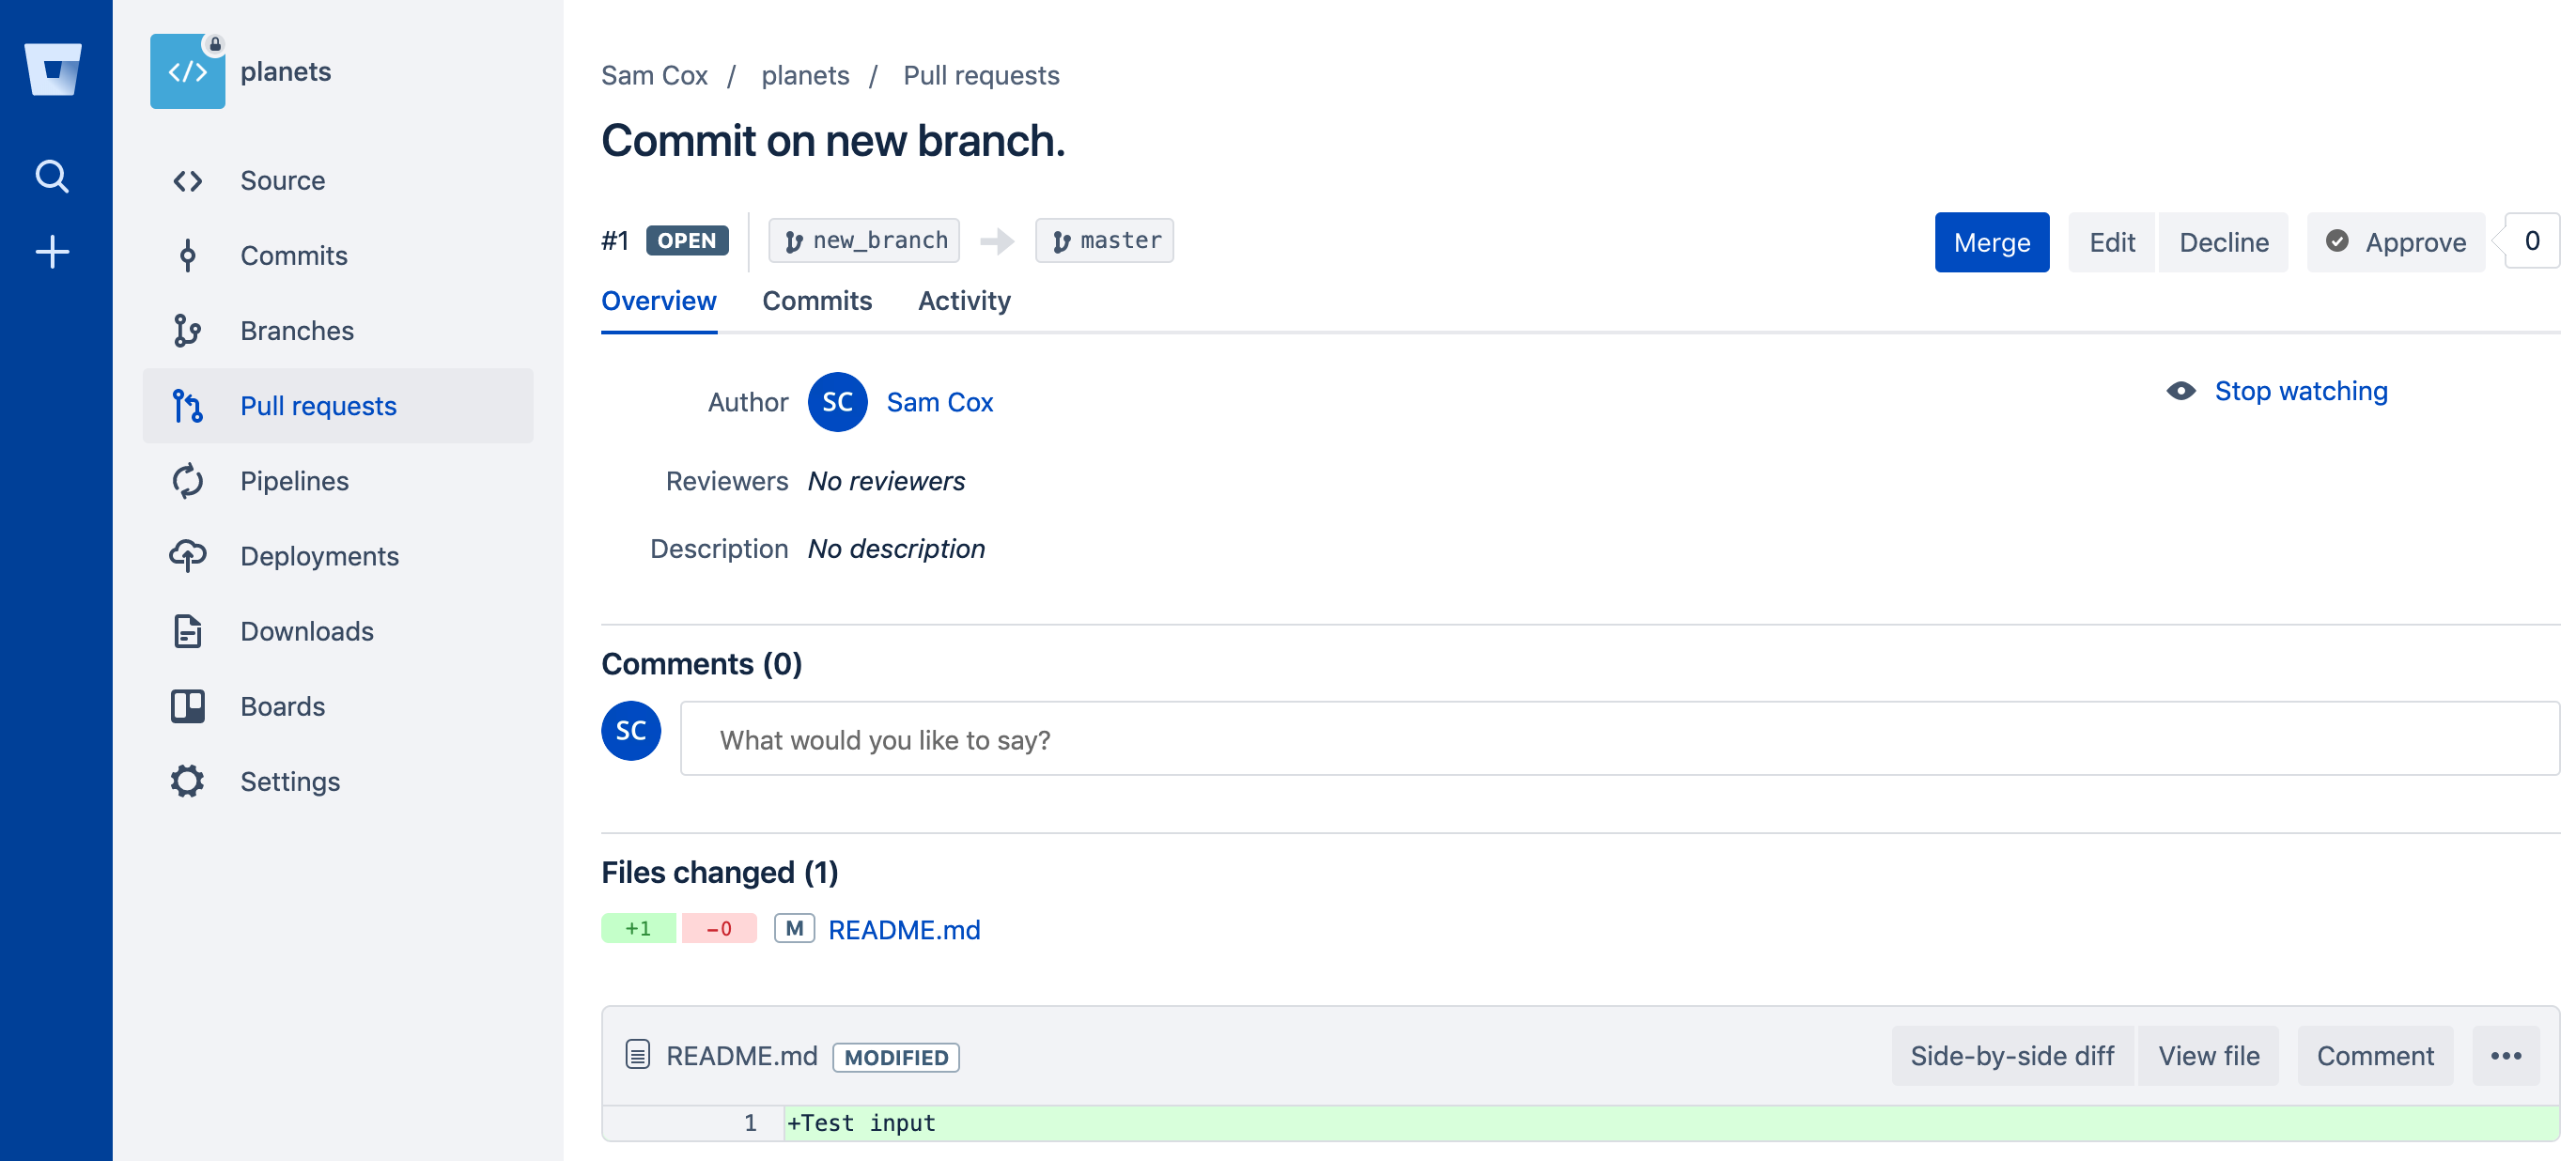 planets
Source
Commits
Branches
Pull requests
Pipelines
Deployments
Downloads
Boards
Settings
Sam Cox / planets / Pull requests
Commit on new branch.
#1 OPEN new_branch master Merge Edit Decline Approve 0
Overview Commits Activity
Author SC Sam Cox Stop watching
Reviewers No reviewers
Description No description
Comments (0)
SC What would you like to say?
Files changed (1)
+1 -0 M README.md
README.md MODIFIED Side-by-side diff View file Comment •••
1 +Test input